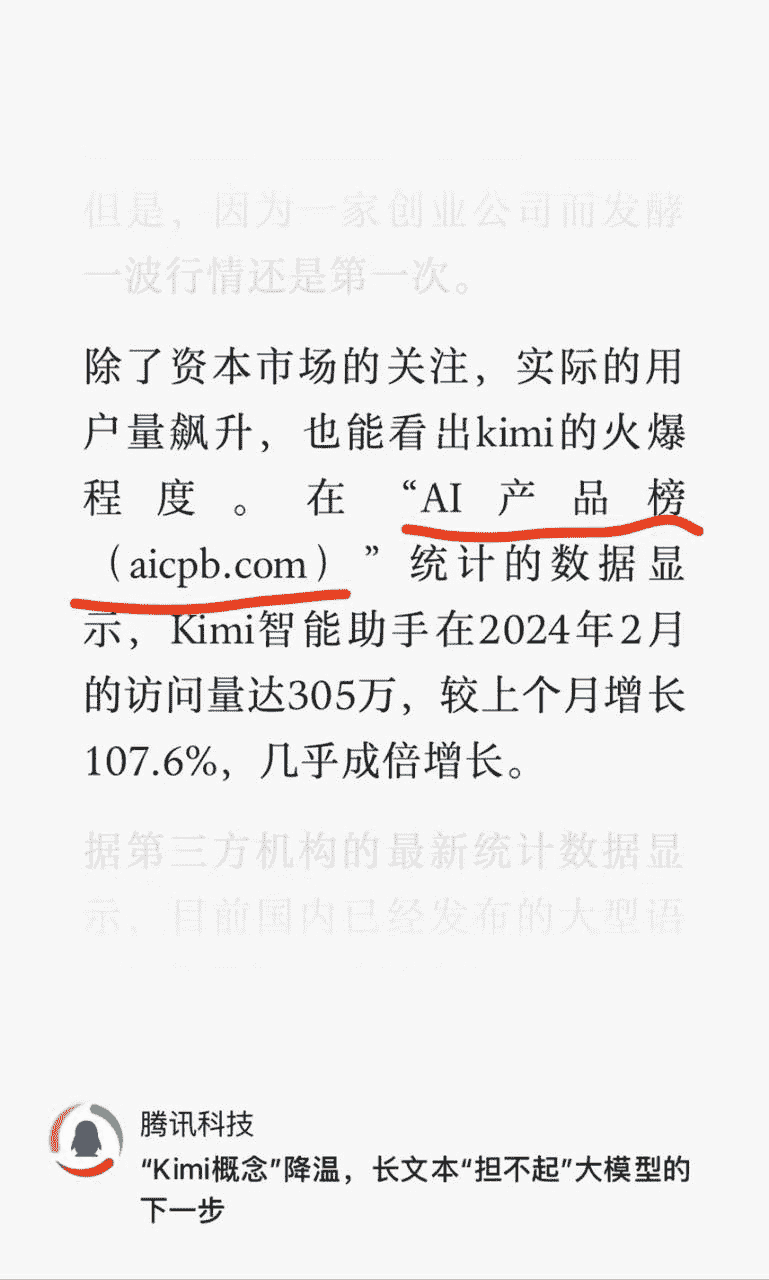 但是，因为一家创业公司而发酵
一波行情还是第一次。
除了资本市场的关注，实际的用
户量飙升，也能看出kimi的火爆
程度。在“AI产品榜
（aicpb.com）”统计的数据显
示，Kimi智能助手在2024年2月
的访问量达305万，较上个月增长
107.6%，几乎成倍增长。
据第三方机构的最新统计数据显
示，目前国内已经发布的大型语
腾讯科技
“Kimi概念”降温，长文本“担不起”大模型的
下一步